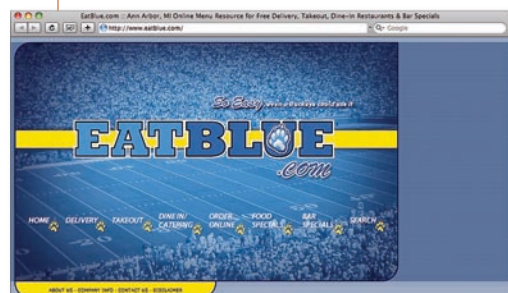 EatBlue.com :: Ann Arbor, MI Online Menu Resource for Free Delivery, Takeout, Dine-In Restaurants & Bar Specials
http://www.eatblue.com/
Google
So Easy, even a Buckeye could use it
EATBLUE
.com
HOME
DELIVERY
TAKEOUT
DINE IN/
CATERING
ORDER
ONLINE
FOOD
SPECIALS
BAR
SPECIALS
SEARCH
ABOUT US - COMPANY INFO - CONTACT US - DISCLAIMER